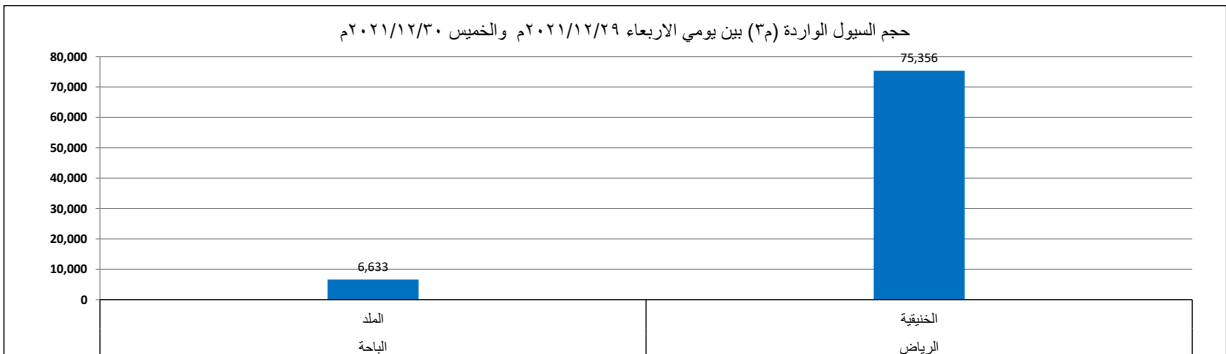 حجم السيول الواردة (م٣) بين يومي الاربعاء ٢٠٢١/١٢/٢٩م والخميس ٢٠٢١/١٢/٣٠م
80,000
70,000
60,000
50,000
40,000
30,000
20,000
10,000
0
75,356
6,633
الخنيقية
الملد
الرياض
الباحة